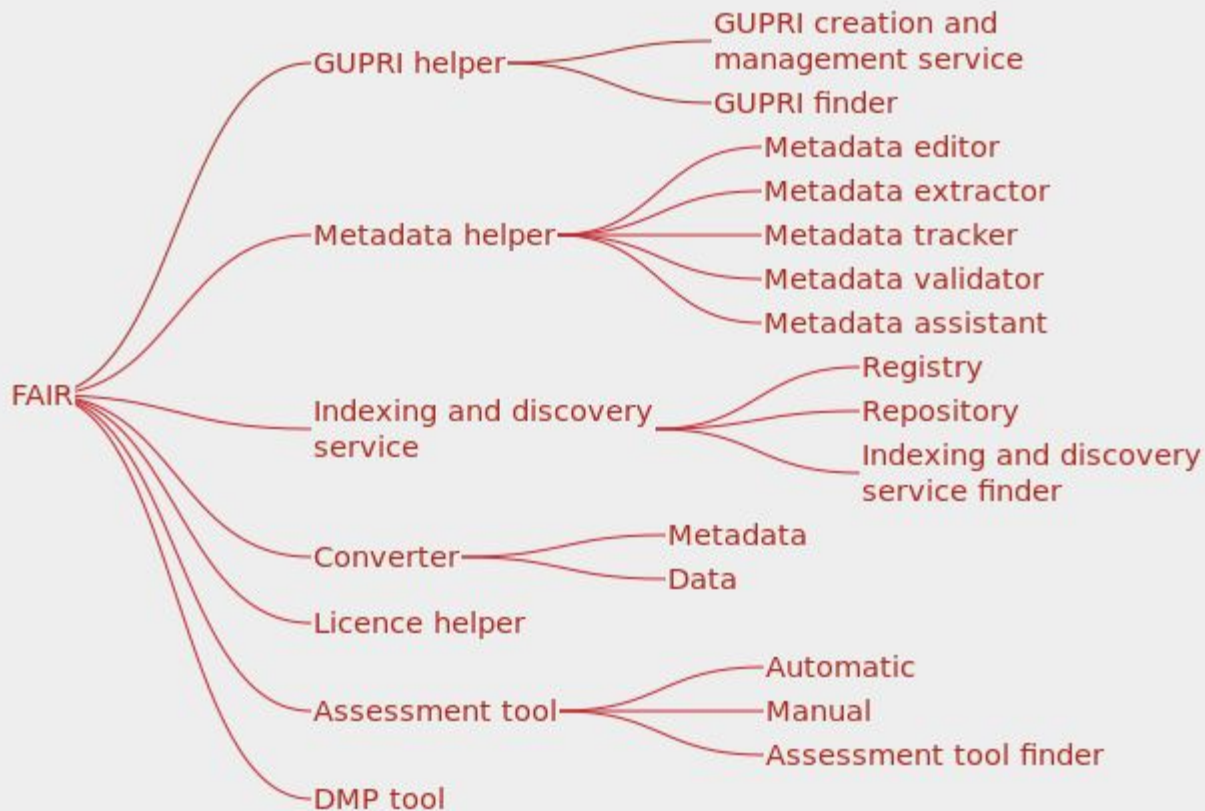 FAIR
GUPRI helper
GUPRI creation and
management service
GUPRI finder
Metadata helper
Metadata editor
Metadata extractor
Metadata tracker
Metadata validator
Metadata assistant
Indexing and discovery
service
Registry
Repository
Indexing and discovery
service finder
Converter
Metadata
Data
Licence helper
Assessment tool
Automatic
Manual
Assessment tool finder
DMP tool